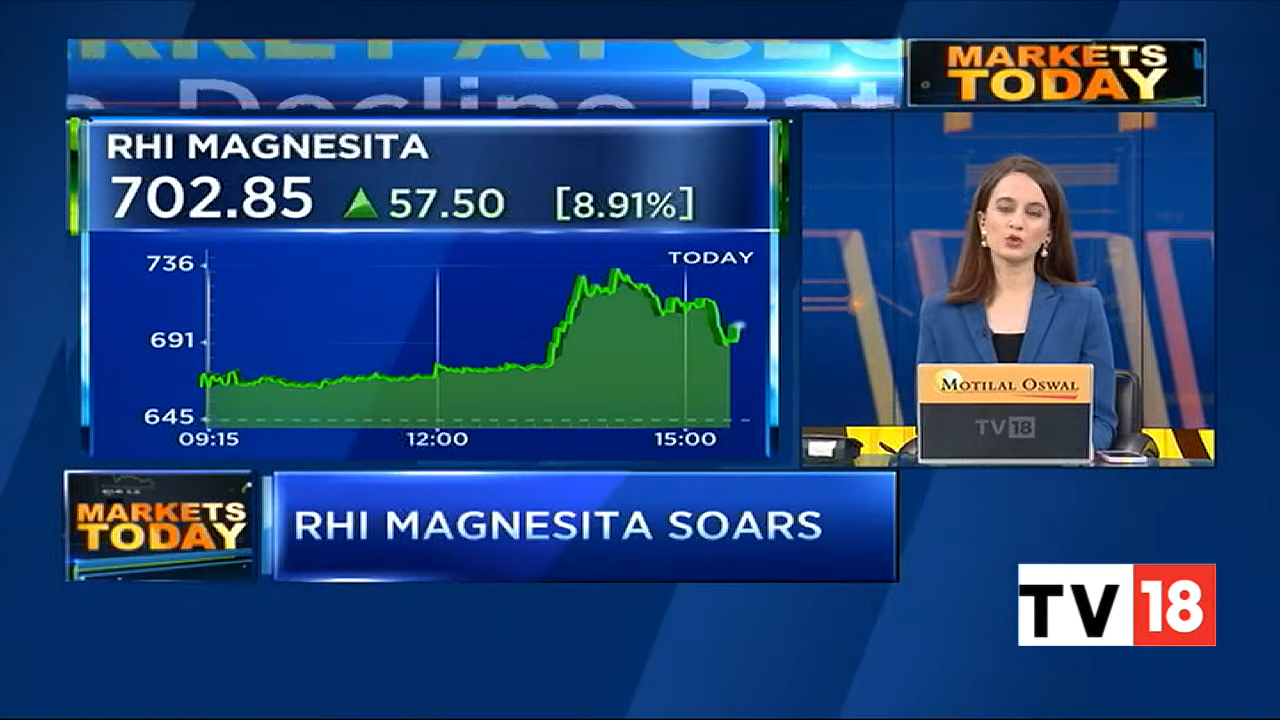 MARKETS
TODAY
RHI MAGNESITA
702.85 ▲ 57.50 [8.91%]
TODAY
736
691
645
09:15 12:00 15:00
MOTILAL OSWAL
TV18
MARKETS
TODAY
RHI MAGNESITA SOARS
TV18